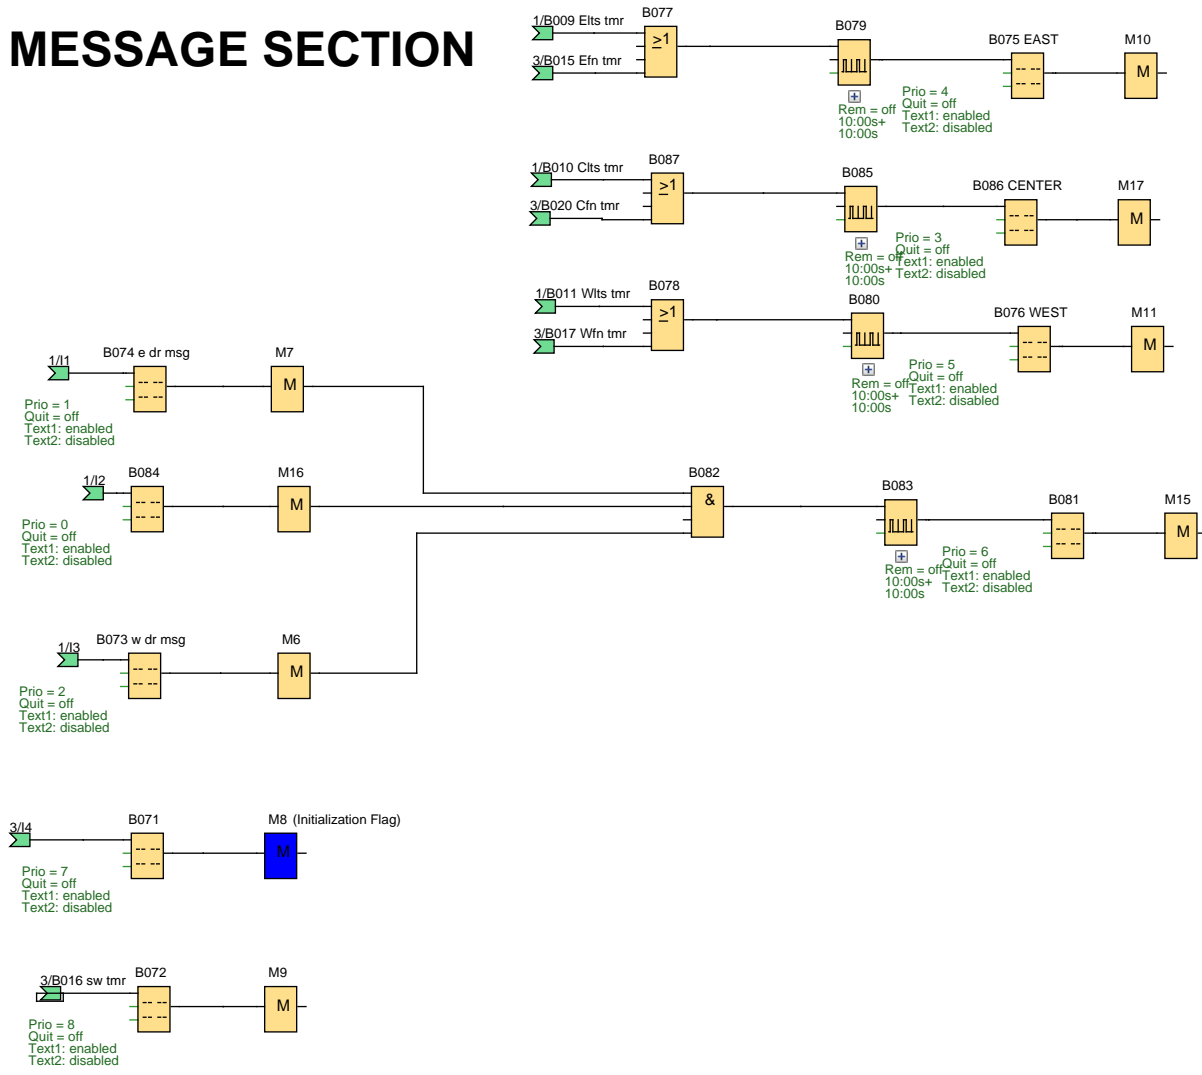 MESSAGE SECTION
1/B009 Elts tmr
3/B015 Efn tmr
B077
≥1
B079
Rem = off
10:00s+
10:00s
B075 EAST
Prio = 4
Quit = off
Text1: enabled
Text2: disabled
M10
M
1/B010 Clts tmr
3/B020 Cfn tmr
B087
≥1
B085
Rem = off
10:00s+
10:00s
B086 CENTER
Prio = 3
Quit = off
Text1: enabled
Text2: disabled
M17
M
1/B011 Wlts tmr
3/B017 Wfn tmr
B078
≥1
B080
Rem = off
10:00s+
10:00s
B076 WEST
Prio = 5
Quit = off
Text1: enabled
Text2: disabled
M11
M
1/I1
B074 e dr msg
Prio = 1
Quit = off
Text1: enabled
Text2: disabled
M7
M
1/I2
B084
Prio = 0
Quit = off
Text1: enabled
Text2: disabled
M16
M
B082
&
B083
Rem = off
10:00s+
10:00s
B081
Prio = 6
Quit = off
Text1: enabled
Text2: disabled
M15
M
1/I3
B073 w dr msg
Prio = 2
Quit = off
Text1: enabled
Text2: disabled
M6
M
3/I4
B071
Prio = 7
Quit = off
Text1: enabled
Text2: disabled
M8 (Initialization Flag)
M
3/B016 sw tmr
B072
Prio = 8
Quit = off
Text1: enabled
Text2: disabled
M9
M